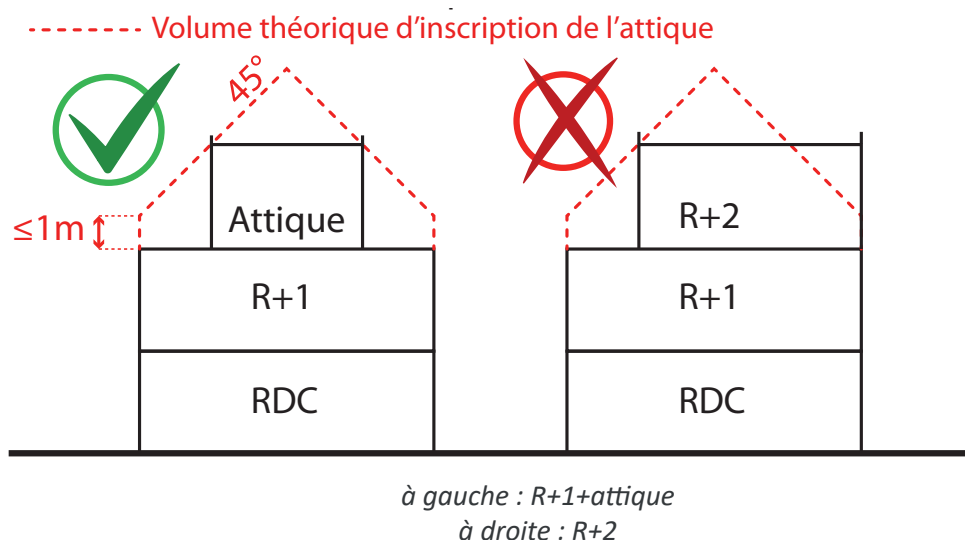 Volume théorique d'inscription de l'attique
45°
≤1m
Attique
R+2
R+1
R+1
RDC
RDC
à gauche : R+1+attique
à droite : R+2